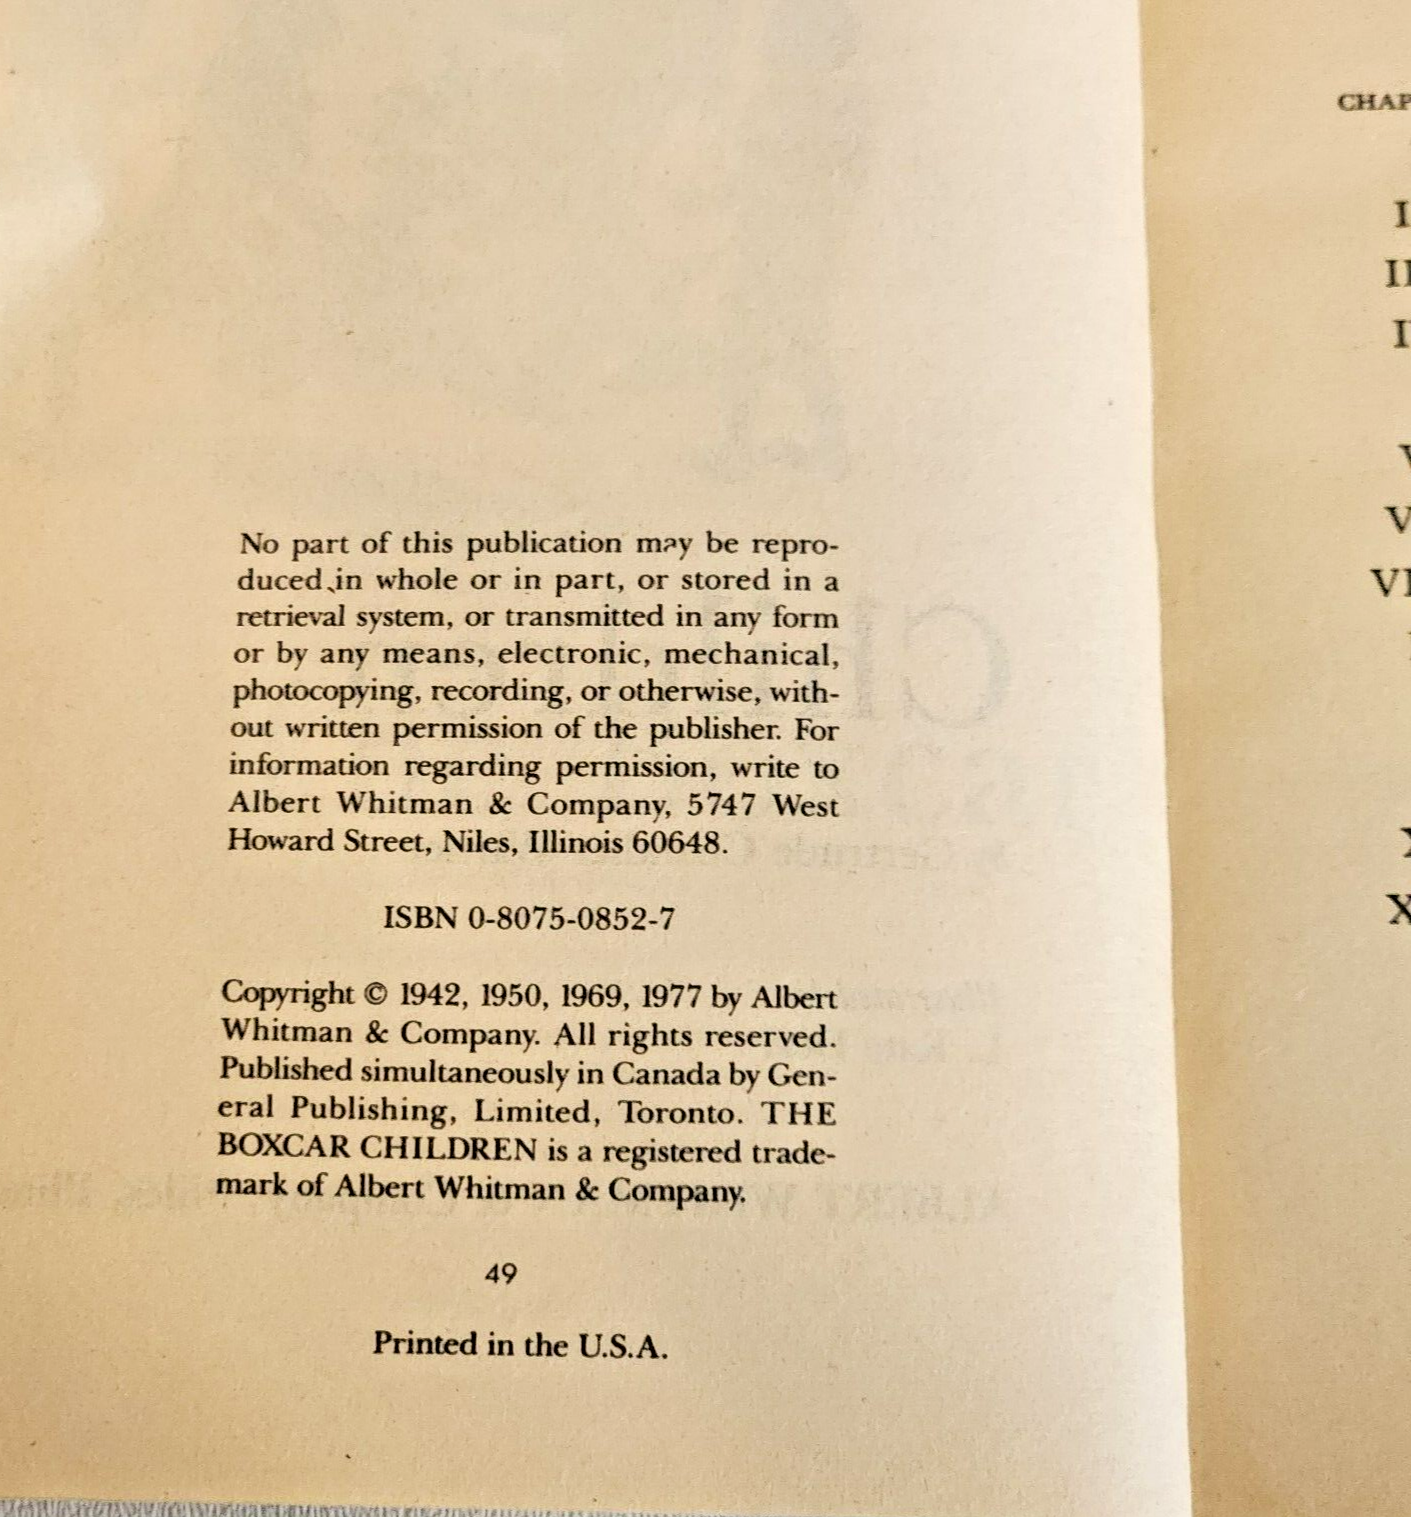 No part of this publication may be repro-
duced in whole or in part, or stored in a
retrieval system, or transmitted in any form
or by any means, electronic, mechanical,
photocopying, recording, or otherwise, with-
out written permission of the publisher. For
information regarding permission, write to
Albert Whitman & Company, 5747 West
Howard Street, Niles, Illinois 60648.
ISBN 0-8075-0852-7
Copyright © 1942, 1950, 1969, 1977 by Albert
Whitman & Company. All rights reserved.
Published simultaneously in Canada by Gen-
eral Publishing, Limited, Toronto. THE
BOXCAR CHILDREN is a registered trade-
mark of Albert Whitman & Company.
49
Printed in the U.S.A.
CHAP